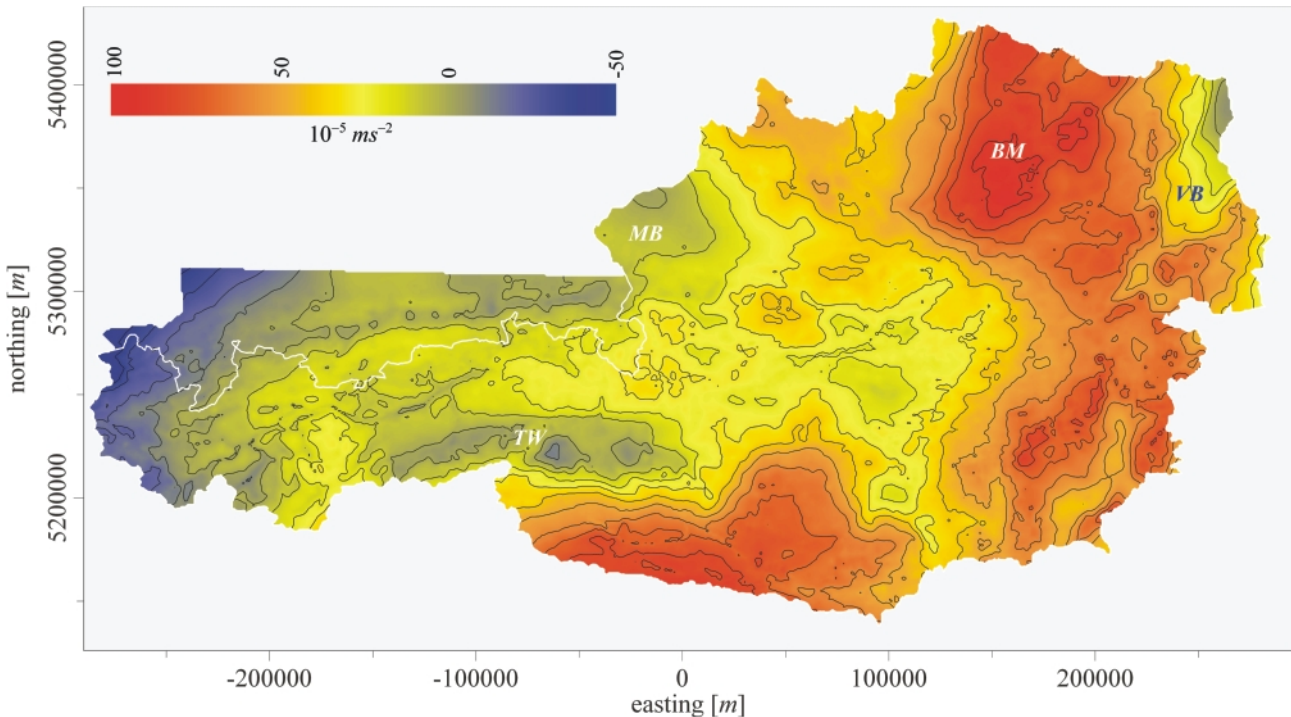 100
50
0
-50
10⁻⁵ ms⁻²
BM
VB
MB
TW
northing [m]
5400000
5300000
5200000
-200000
-100000
0
100000
200000
easting [m]